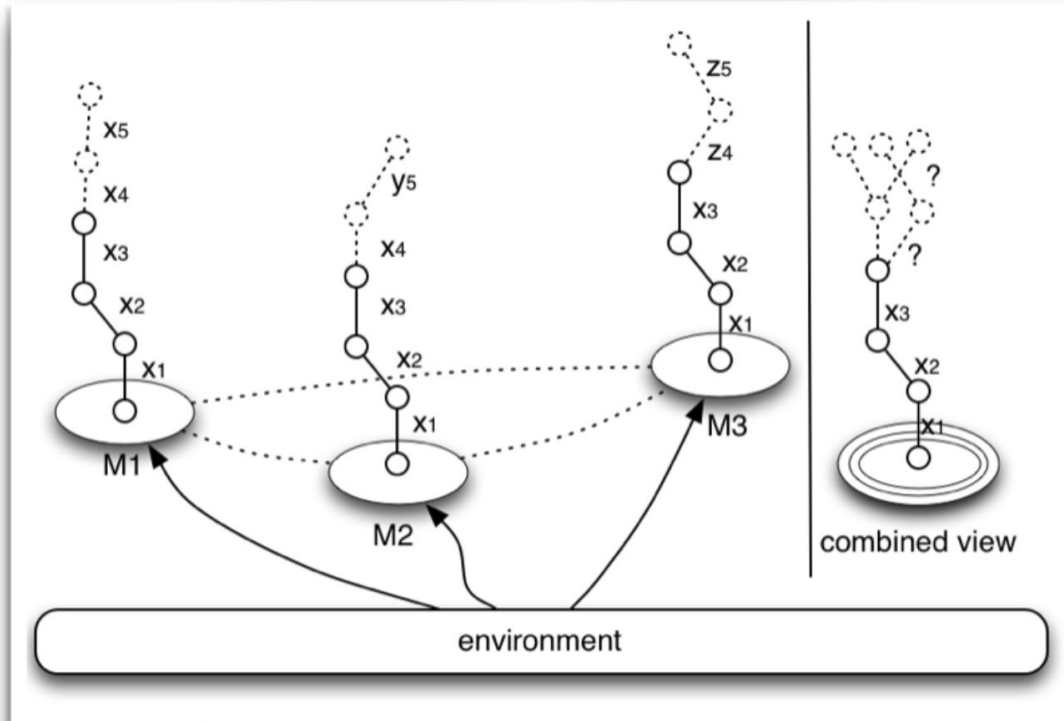 x5
x4
x3
x2
x1
M1
y5
x4
x3
x2
x1
M2
z5
z4
x3
x2
x1
M3
?
?
x3
x2
x1
combined view
environment